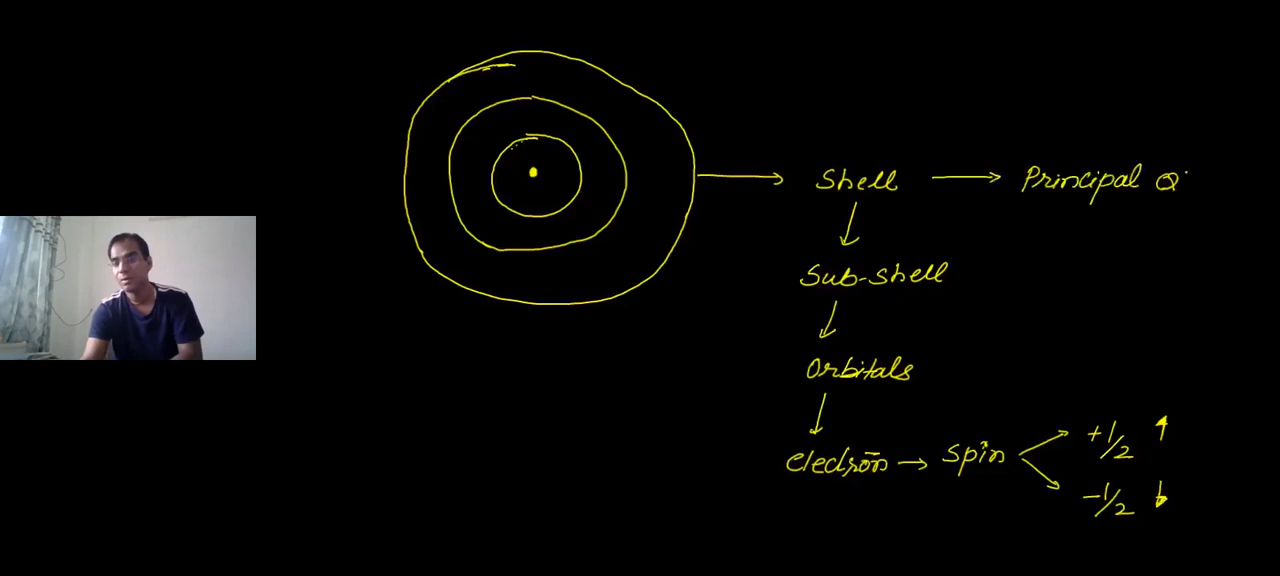 Shell → Principal Q
Sub-shell
Orbitals
electron → spin
+1/2 ↑
-1/2 ↓